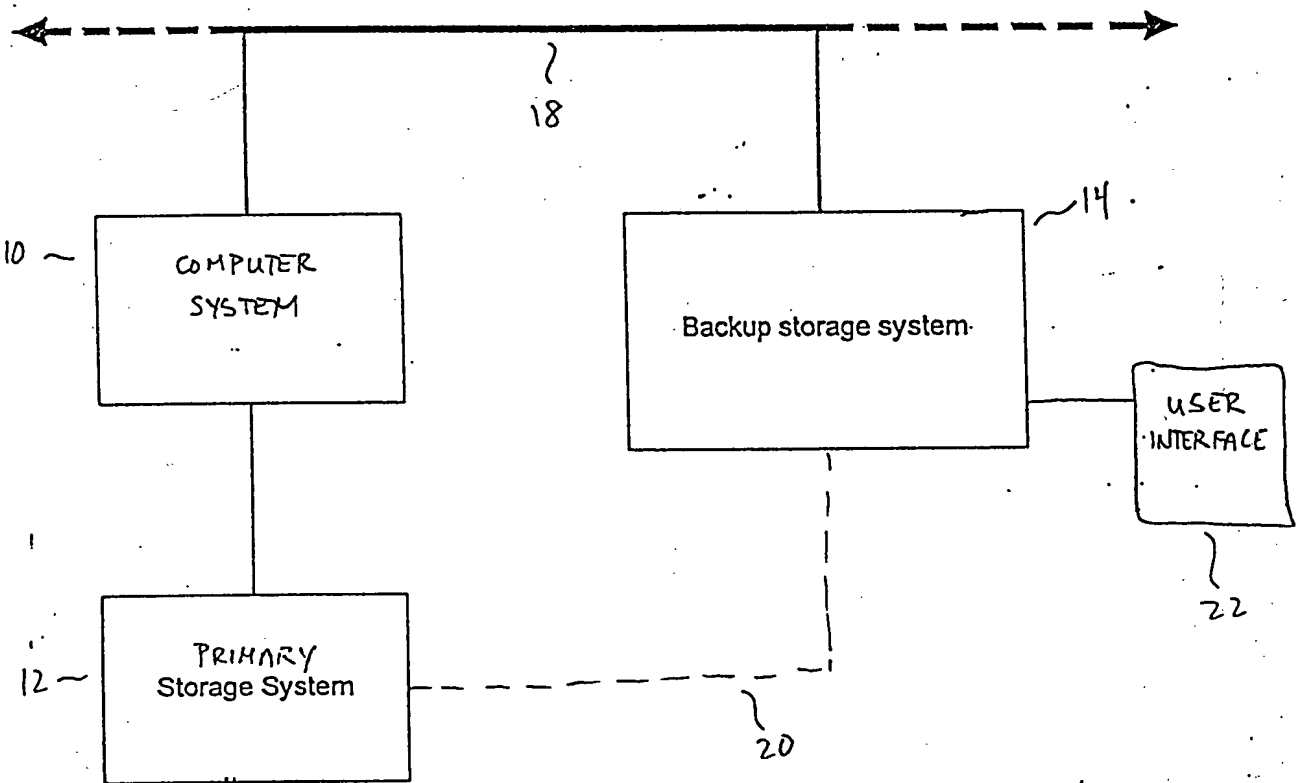 18
10
COMPUTER
SYSTEM
14
Backup storage system
USER
INTERFACE
22
12
PRIMARY
Storage System
20